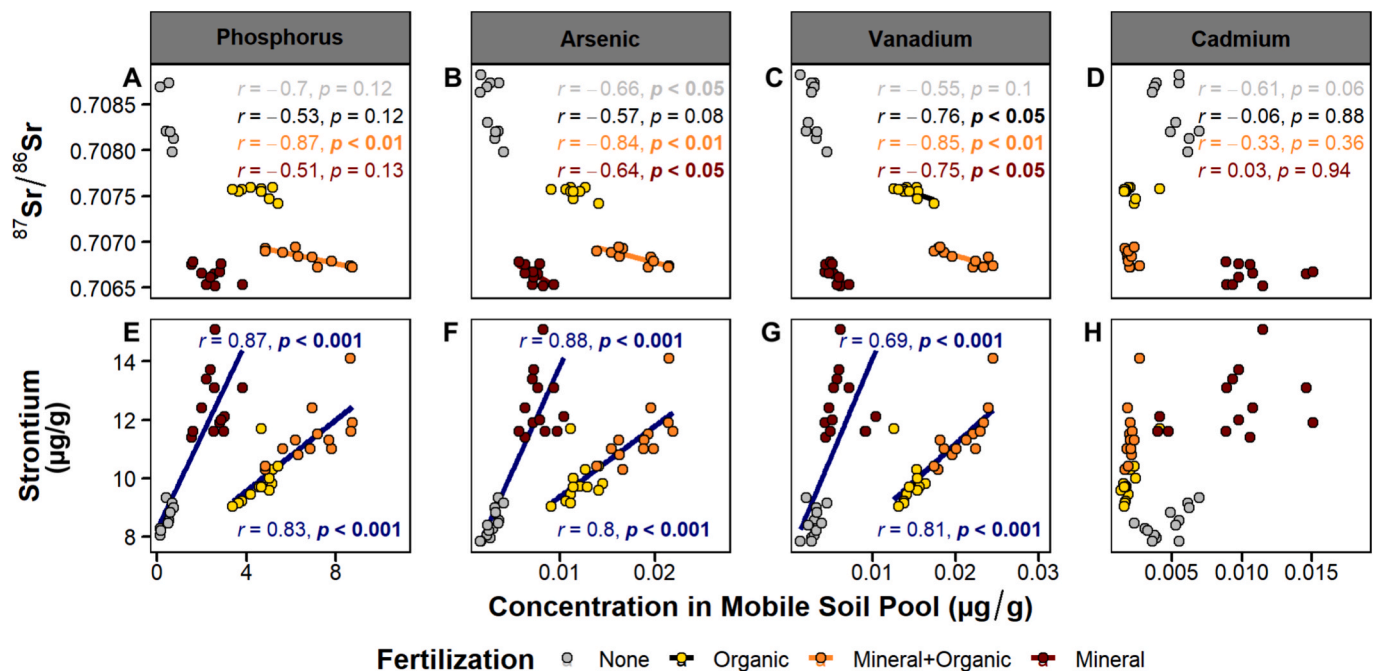 Phosphorus Arsenic Vanadium Cadmium
A B C D
r = −0.7, p = 0.12 r = −0.66, p < 0.05 r = −0.55, p = 0.1 r = −0.61, p = 0.06
r = −0.53, p = 0.12 r = −0.57, p = 0.08 r = −0.76, p < 0.05 r = −0.06, p = 0.88
r = −0.87, p < 0.01 r = −0.84, p < 0.01 r = −0.85, p < 0.01 r = −0.33, p = 0.36
r = −0.51, p = 0.13 r = −0.64, p < 0.05 r = −0.75, p < 0.05 r = 0.03, p = 0.94
⁸⁷Sr/⁸⁶Sr
0.7085
0.7080
0.7075
0.7070
0.7065
E F G H
r = 0.87, p < 0.001 r = 0.88, p < 0.001 r = 0.69, p < 0.001
r = 0.83, p < 0.001 r = 0.8, p < 0.001 r = 0.81, p < 0.001
Strontium
(µg/g)
14
12
10
8
0 4 8 0.01 0.02 0.01 0.02 0.03 0.005 0.010 0.015
Concentration in Mobile Soil Pool (µg/g)
Fertilization None Organic Mineral+Organic Mineral